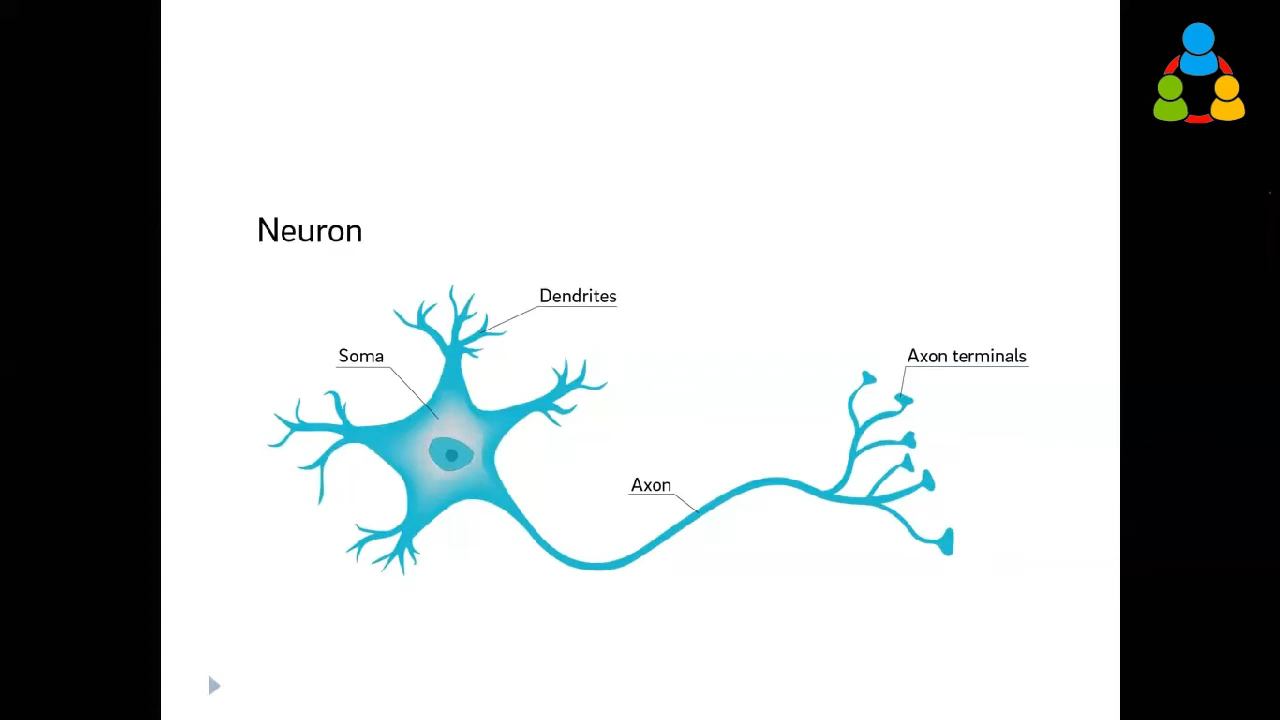 Neuron
Dendrites
Soma
Axon terminals
Axon